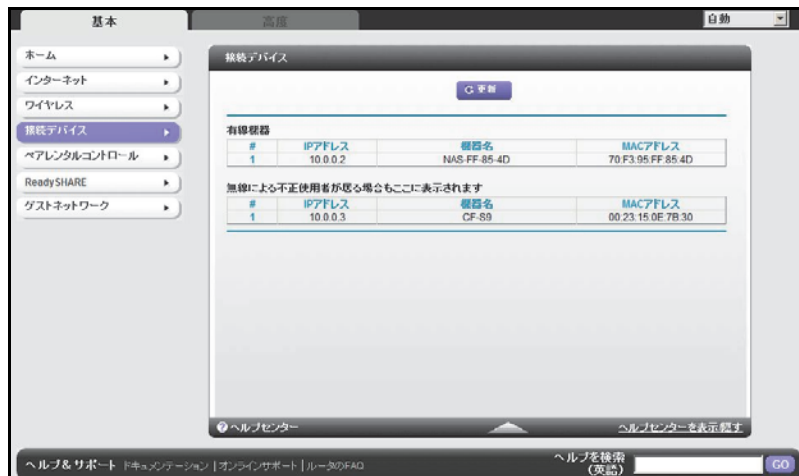 基本
高度
自動
ホーム
インターネット
ワイヤレス
接続デバイス
ペアレンタルコントロール
ReadySHARE
ゲストネットワーク
接続デバイス
更新
有線機器
# IPアドレス 機器名 MACアドレス
1 10.0.0.2 NAS-FF-85-4D 70:F3:95:FF:85:4D
無線による不正使用者が居る場合もここに表示されます
# IPアドレス 機器名 MACアドレス
1 10.0.0.3 CF-S9 00:23:15:0E:7B:30
ヘルプセンター
ヘルプセンターを表示/隠す
ヘルプ&サポート ドキュメンテーション | オンラインサポート | ルータのFAQ
ヘルプを検索
(英語)
GO